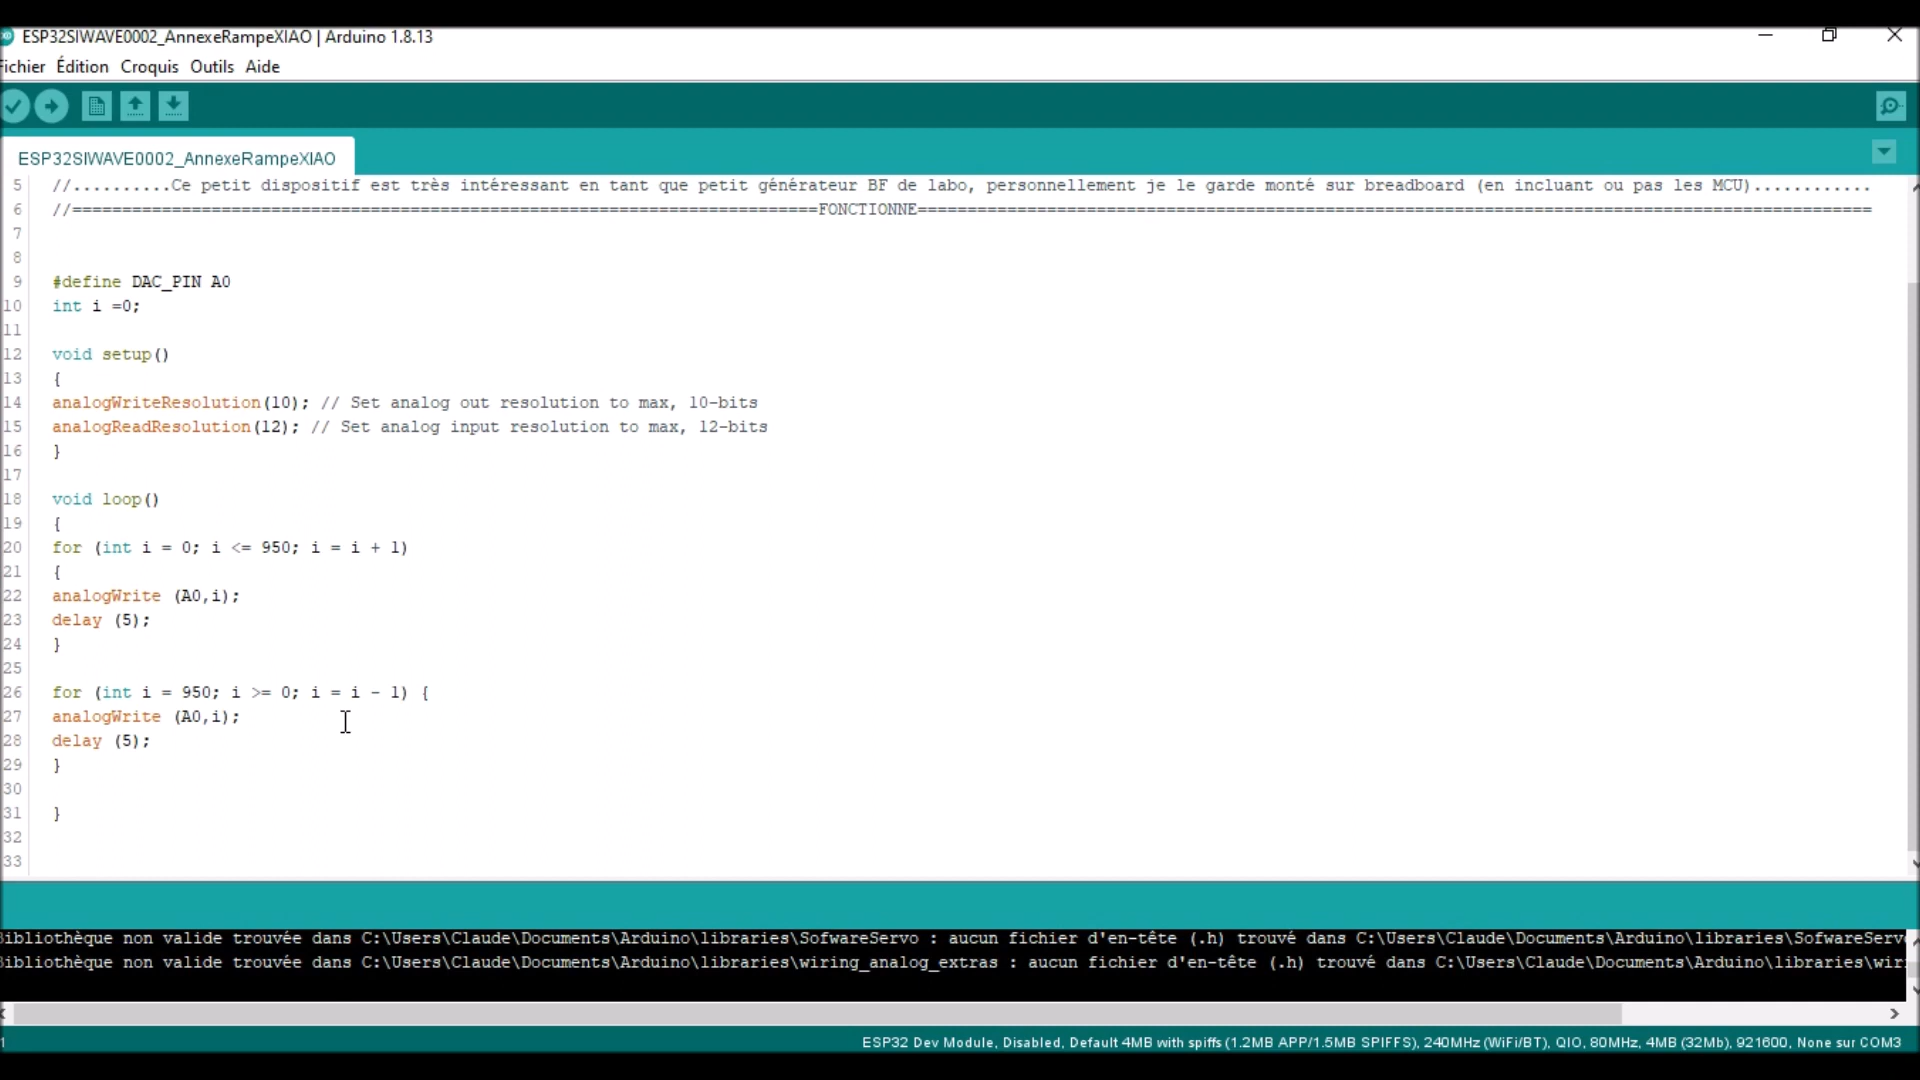 ESP32SIWAVE0002_AnnexeRampeXIAO | Arduino 1.8.13
Fichier Édition Croquis Outils Aide
ESP32SIWAVE0002_AnnexeRampeXIAO
5 //..........Ce petit dispositif est très intéressant en tant que petit générateur BF de labo, personnellement je le garde monté sur breadboard (en incluant ou pas les MCU)............
6 //===========================================================================FONCTIONNE================================================================================================
7
8
9 #define DAC_PIN A0
10 int i =0;
11
12 void setup()
13 {
14 analogWriteResolution(10); // Set analog out resolution to max, 10-bits
15 analogReadResolution(12); // Set analog input resolution to max, 12-bits
16 }
17
18 void loop()
19 {
20 for (int i = 0; i <= 950; i = i + 1)
21 {
22 analogWrite (A0,i);
23 delay (5);
24 }
25
26 for (int i = 950; i >= 0; i = i - 1) {
27 analogWrite (A0,i);
28 delay (5);
29 }
30
31 }
32
33
Bibliothèque non valide trouvée dans C:\Users\Claude\Documents\Arduino\libraries\SofwareServo : aucun fichier d'en-tête (.h) trouvé dans C:\Users\Claude\Documents\Arduino\libraries\SofwareServ
Bibliothèque non valide trouvée dans C:\Users\Claude\Documents\Arduino\libraries\wiring_analog_extras : aucun fichier d'en-tête (.h) trouvé dans C:\Users\Claude\Documents\Arduino\libraries\wir
1 ESP32 Dev Module, Disabled, Default 4MB with spiffs (1.2MB APP/1.5MB SPIFFS), 240MHz (WiFi/BT), QIO, 80MHz, 4MB (32Mb), 921600, None sur COM3